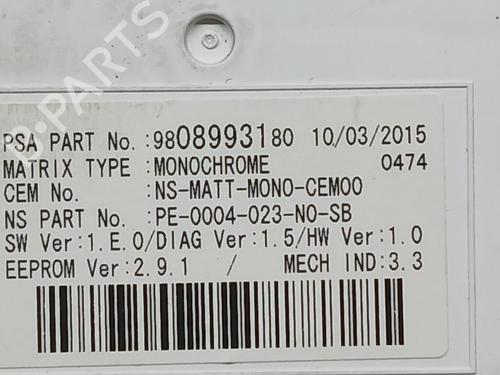 B-PARTS
PSA PART No.:9808993180 10/03/2015
MATRIX TYPE :MONOCHROME 0474
CEM No. :NS-MATT-MONO-CEM00
NS PART No. :PE-0004-023-NO-SB
SW Ver:1.E.0/DIAG Ver:1.5/HW Ver:1.0
EEPROM Ver:2.9.1 / MECH IND:3.3